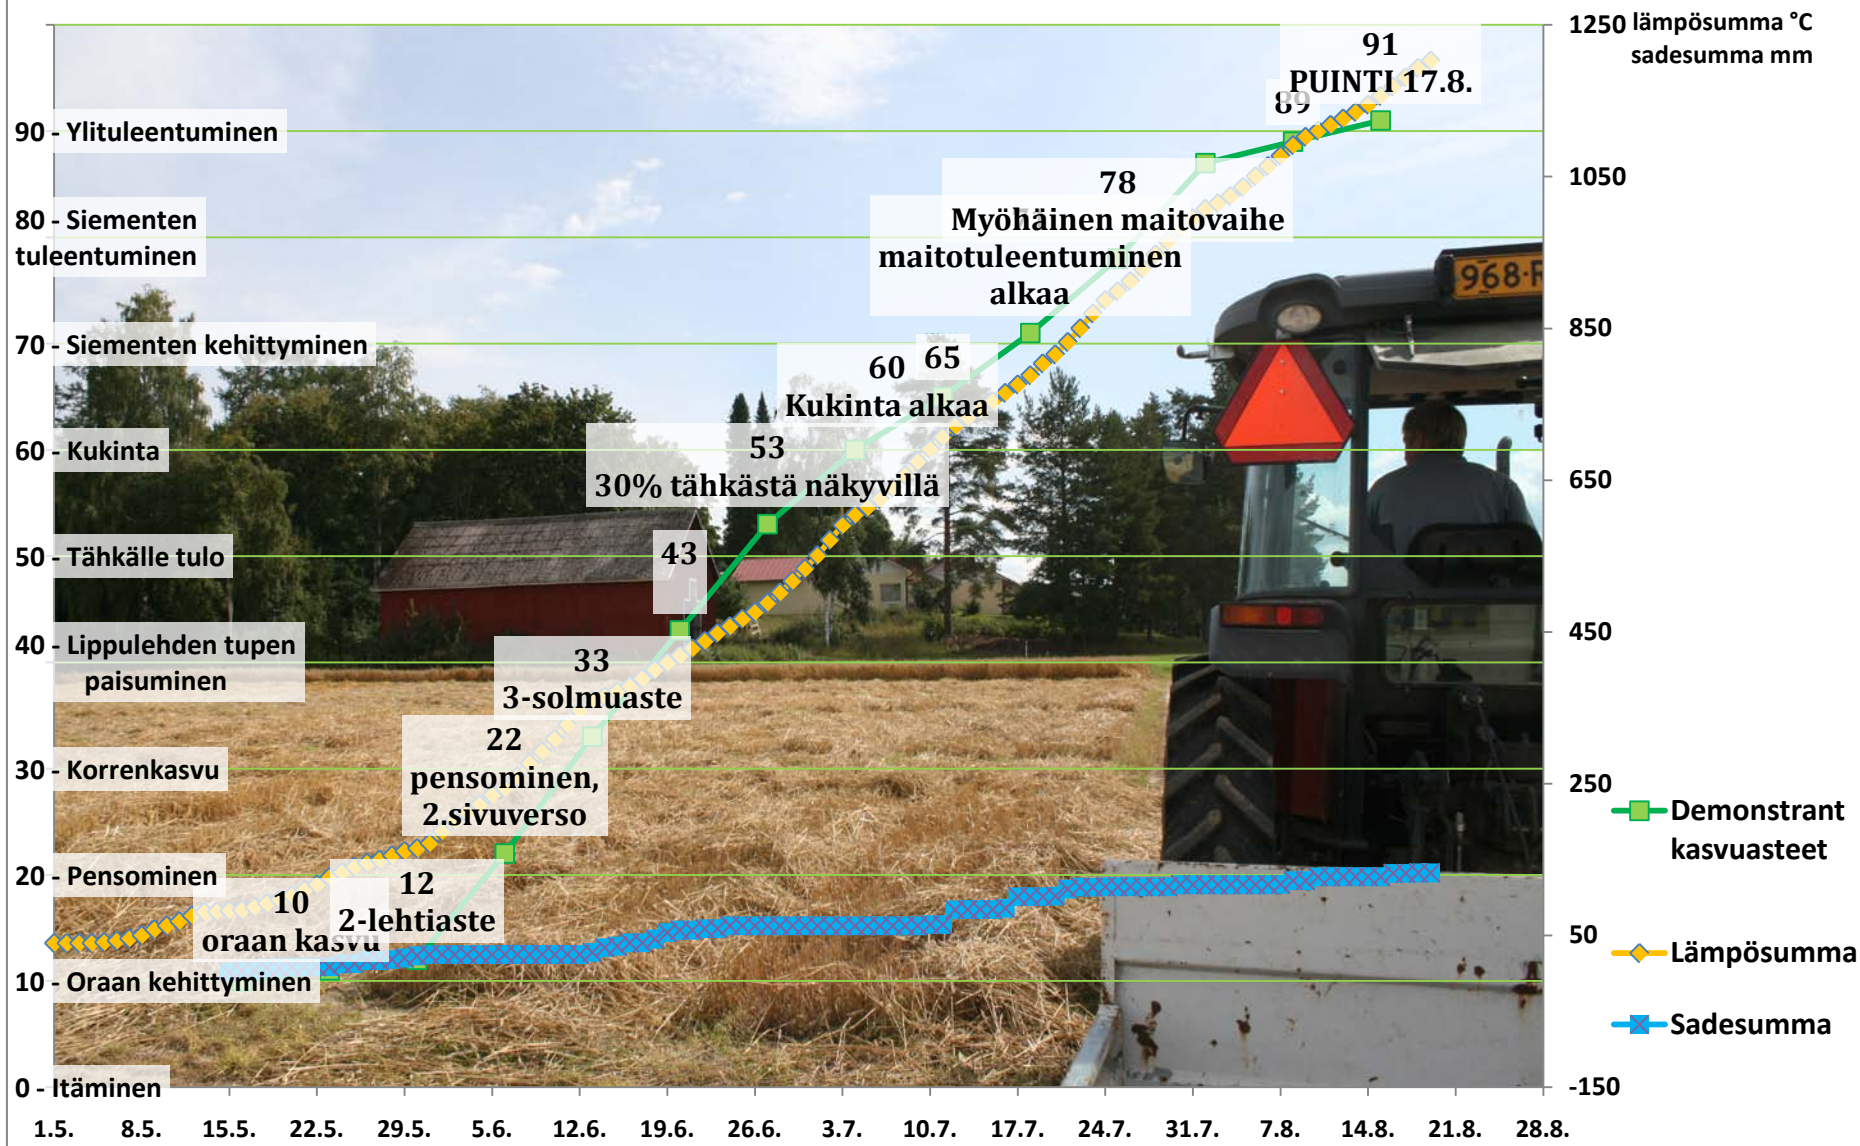 1250 lämpösumma °C
sadesumma mm
91
PUINTI 17.8.
89
90 - Ylituleentuminen
1050
78
80 - Siementen
tuleentuminen
Myöhäinen maitovaihe
maitotuleentuminen
alkaa
968-R
850
70 - Siementen kehittyminen
60
65
Kukinta alkaa
60 - Kukinta
53
30% tähkästä näkyvillä
650
50 - Tähkälle tulo
43
40 - Lippulehden tupen
paisuminen
450
33
3-solmuaste
22
pensominen,
2.sivuverso
30 - Korrenkasvu
250
Demonstrant
kasvuasteet
20 - Pensominen
12
2-lehtiaste
10
oraan kasvu
50
Lämpösumma
10 - Oraan kehittyminen
Sadesumma
0 - Itäminen
-150
1.5. 8.5. 15.5. 22.5. 29.5. 5.6. 12.6. 19.6. 26.6. 3.7. 10.7. 17.7. 24.7. 31.7. 7.8. 14.8. 21.8. 28.8.